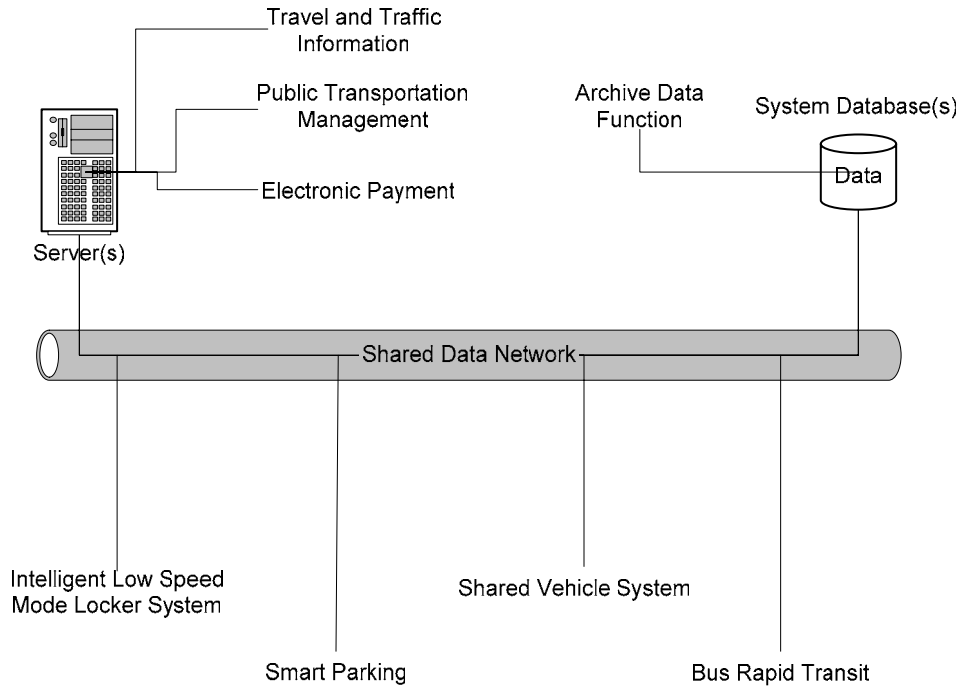 Travel and Traffic
Information
Public Transportation
Management
Electronic Payment
Server(s)
Archive Data
Function
System Database(s)
Data
Shared Data Network
Intelligent Low Speed
Mode Locker System
Smart Parking
Shared Vehicle System
Bus Rapid Transit